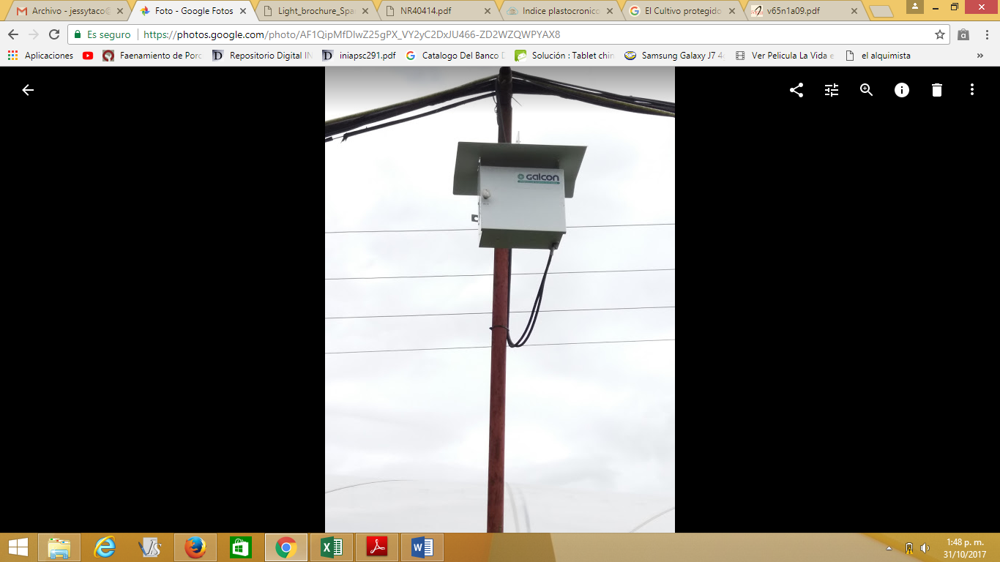 Archivo - jessytaco@
Foto - Google Fotos
Light_brochure_Spa
NR40414.pdf
Indice plastocronico
El Cultivo protegido
v65n1a09.pdf
Es seguro
https://photos.google.com/photo/AF1QipMfDIwZ25gPX_VY2yC2DxJU466-ZD2WZQWPYAX8
Aplicaciones
Faenamiento de Porc
Repositorio Digital IN
iniapsc291.pdf
Catalogo Del Banco D
Solución : Tablet chin
Samsung Galaxy J7 4
Ver Pelicula La Vida e
el alquimista
»
GALCON
1:48 p. m.
31/10/2017